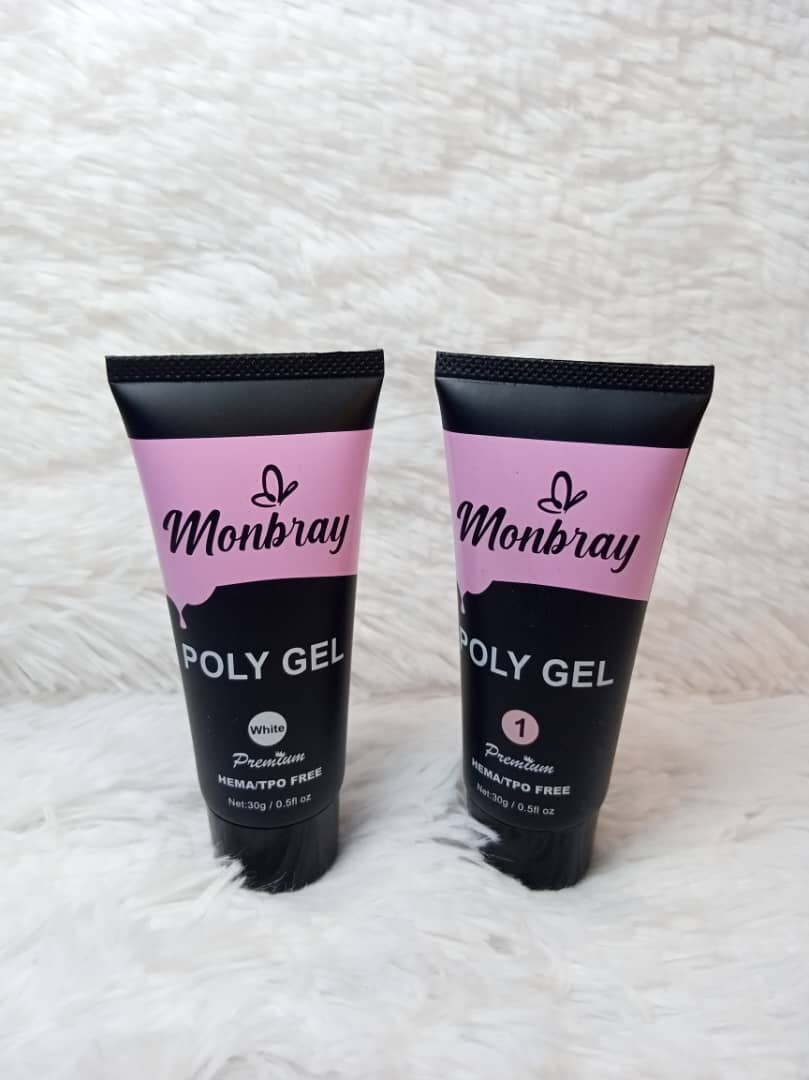 Monbray
POLY GEL
White
Premium
HEMA/TPO FREE
Net:30g / 0.5fl oz
Monbray
POLY GEL
1
Premium
HEMA/TPO FREE
Net:30g / 0.5fl oz